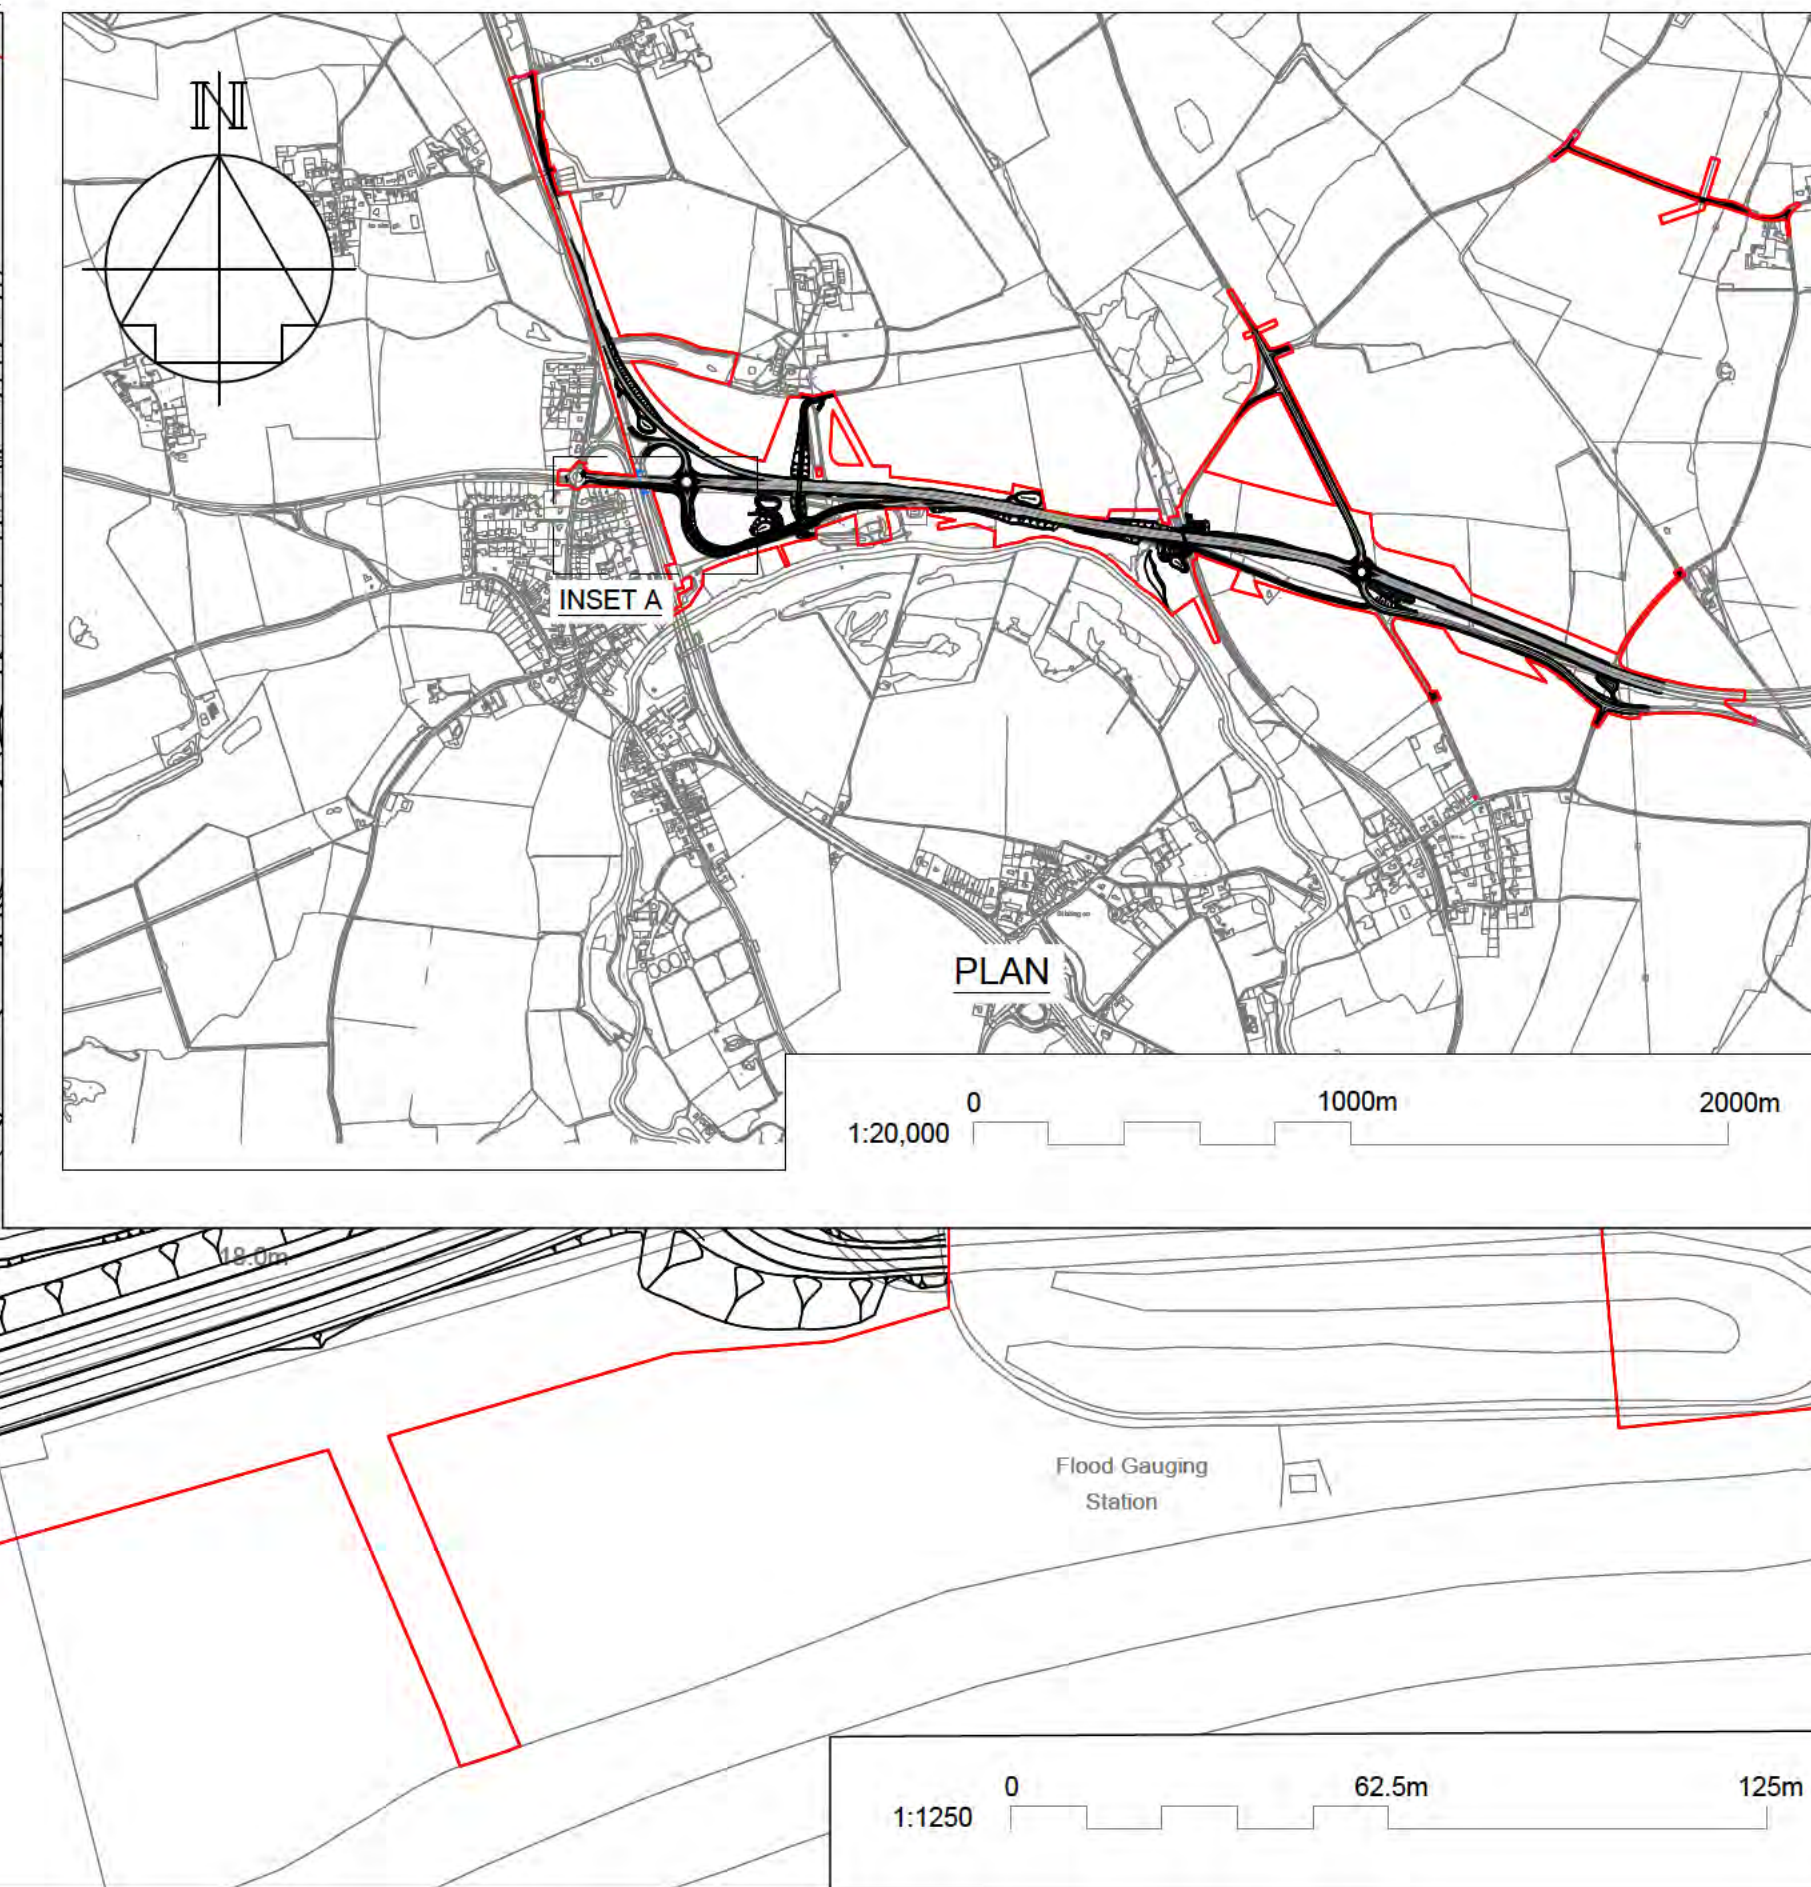 N
INSET A
PLAN
0 1000m 2000m
1:20,000
18.0m
Flood Gauging
Station
0 62.5m 125m
1:1250